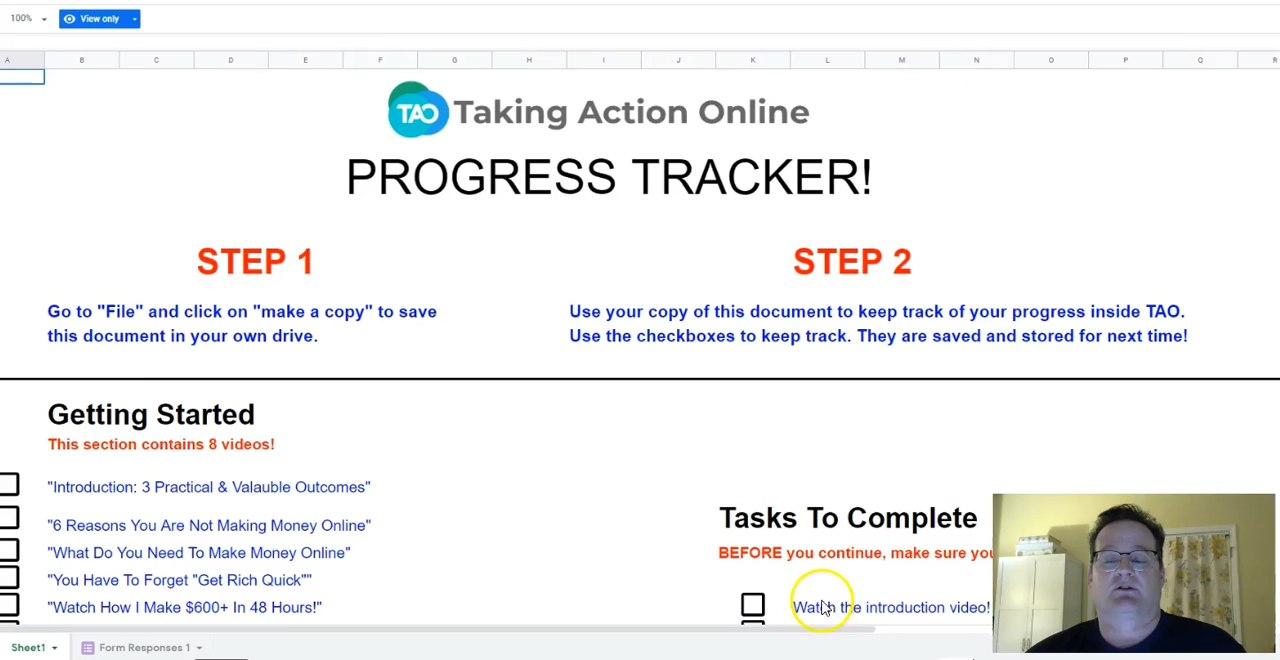 100% View only
A B C D E F G H I J K L M N O P Q R
TAO Taking Action Online
PROGRESS TRACKER!
STEP 1
Go to "File" and click on "make a copy" to save
this document in your own drive.
STEP 2
Use your copy of this document to keep track of your progress inside TAO.
Use the checkboxes to keep track. They are saved and stored for next time!
Getting Started
This section contains 8 videos!
"Introduction: 3 Practical & Valauble Outcomes"
"6 Reasons You Are Not Making Money Online"
"What Do You Need To Make Money Online"
"You Have To Forget "Get Rich Quick""
"Watch How I Make $600+ In 48 Hours!"
Tasks To Complete
BEFORE you continue, make sure you
Watch the introduction video!
Sheet1 Form Responses 1